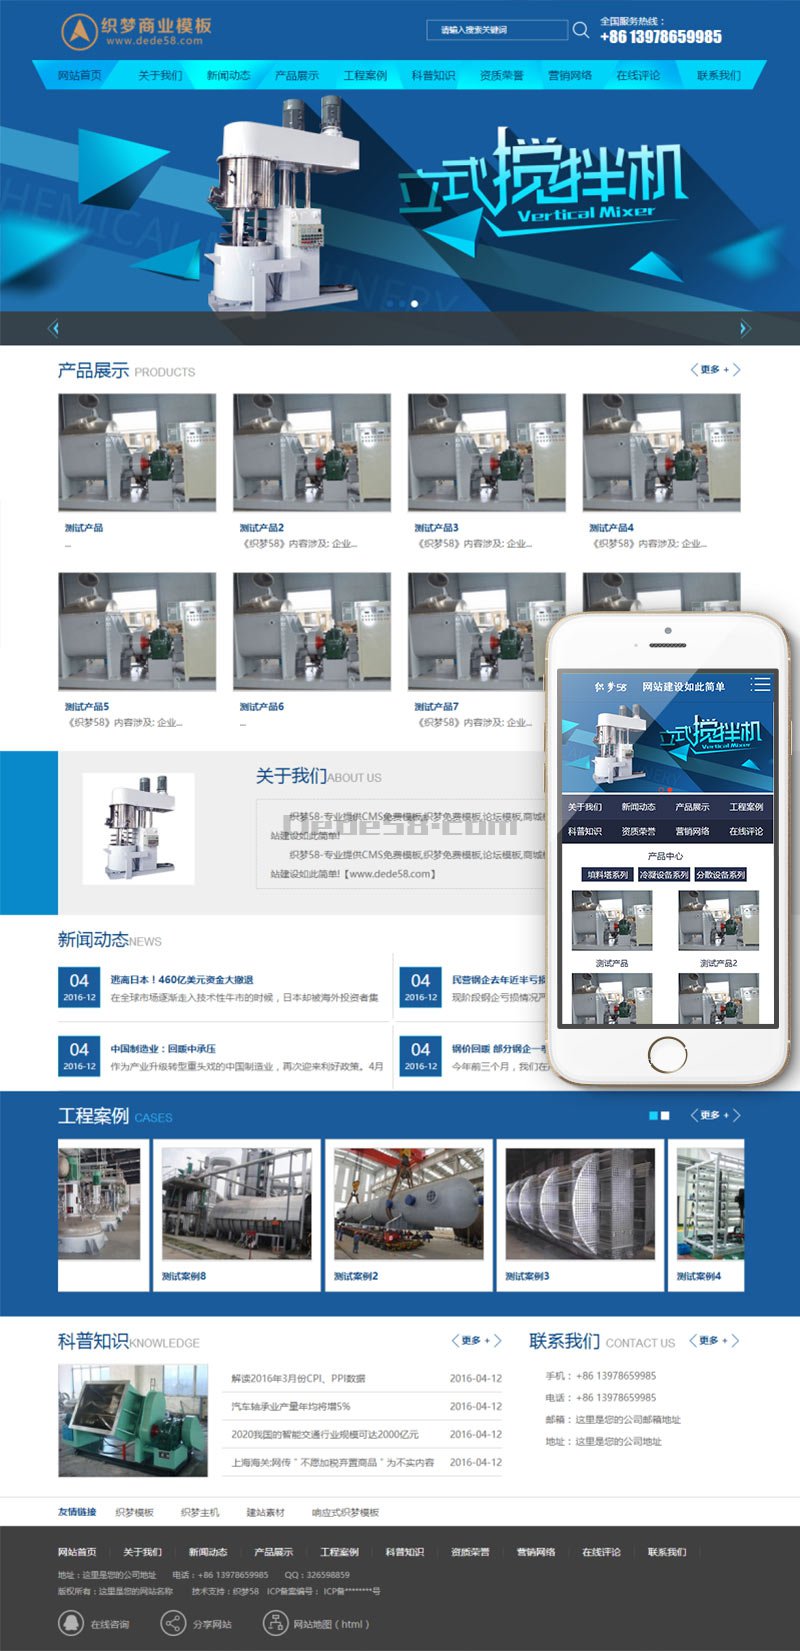 织梦商业模板
www.dede58.com
请输入搜索关键词
全国服务热线：
+86 13978659985
网站首页 关于我们 新闻动态 产品展示 工程案例 科普知识 资质荣誉 营销网络 在线评论 联系我们
立式搅拌机
Vertical Mixer
产品展示 PRODUCTS
更多 +
测试产品 测试产品2 测试产品3 测试产品4
... 《织梦58》内容涉及: 企业... 《织梦58》内容涉及: 企业... 《织梦58》内容涉及: 企业...
测试产品5 测试产品6 测试产品7
《织梦58》内容涉及: 企业... ... 《织梦58》内容涉及: 企业...
关于我们ABOUT US
织梦58-专业提供CMS免费模板,织梦免费模板,论坛模板,商城模
站建设如此简单!
Dede58.com
织梦58-专业提供CMS免费模板,织梦免费模板,论坛模板,商城模
站建设如此简单!【www.dede58.com】
新闻动态NEWS
04
2016-12
逃离日本！460亿美元资金大撤退
在全球市场逐渐走入技术性牛市的时候，日本却被海外投资者集
04
2016-12
民营钢企去年近半亏损
现阶段钢企亏损情况严
04
2016-12
中国制造业：回暖中承压
作为产业升级转型重头戏的中国制造业，再次迎来利好政策。4月
04
2016-12
钢价回暖 部分钢企一
今年前三个月，我们在
织梦58 网站建设如此简单
立式搅拌机
Vertical Mixer
关于我们 新闻动态 产品展示 工程案例
科普知识 资质荣誉 营销网络 在线评论
产品中心
填料塔系列 冷凝设备系列 分散设备系列
测试产品 测试产品2
工程案例 CASES
更多 +
测试案例8 测试案例2 测试案例3 测试案例4
科普知识KNOWLEDGE
更多 +
解读2016年3月份CPI、PPI数据 2016-04-12
汽车轴承业产量年均将增5% 2016-04-12
2020我国的智能交通行业规模可达2000亿元 2016-04-12
上海海关:网传＂不愿加税弃置商品＂为不实内容 2016-04-12
联系我们 CONTACT US
更多 +
手机：+86 13978659985
电话：+86 13978659985
邮箱：这里是您的公司邮箱地址
地址：这里是您的公司地址
友情链接 织梦模板 织梦主机 建站素材 响应式织梦模板
网站首页 关于我们 新闻动态 产品展示 工程案例 科普知识 资质荣誉 营销网络 在线评论 联系我们
地址：这里是您的公司地址 电话：+86 13978659985 QQ：326598859
版权所有：这里是您的网站名称 技术支持：织梦58 ICP备案编号： ICP备********号
在线咨询 分享网站 网站地图（html）